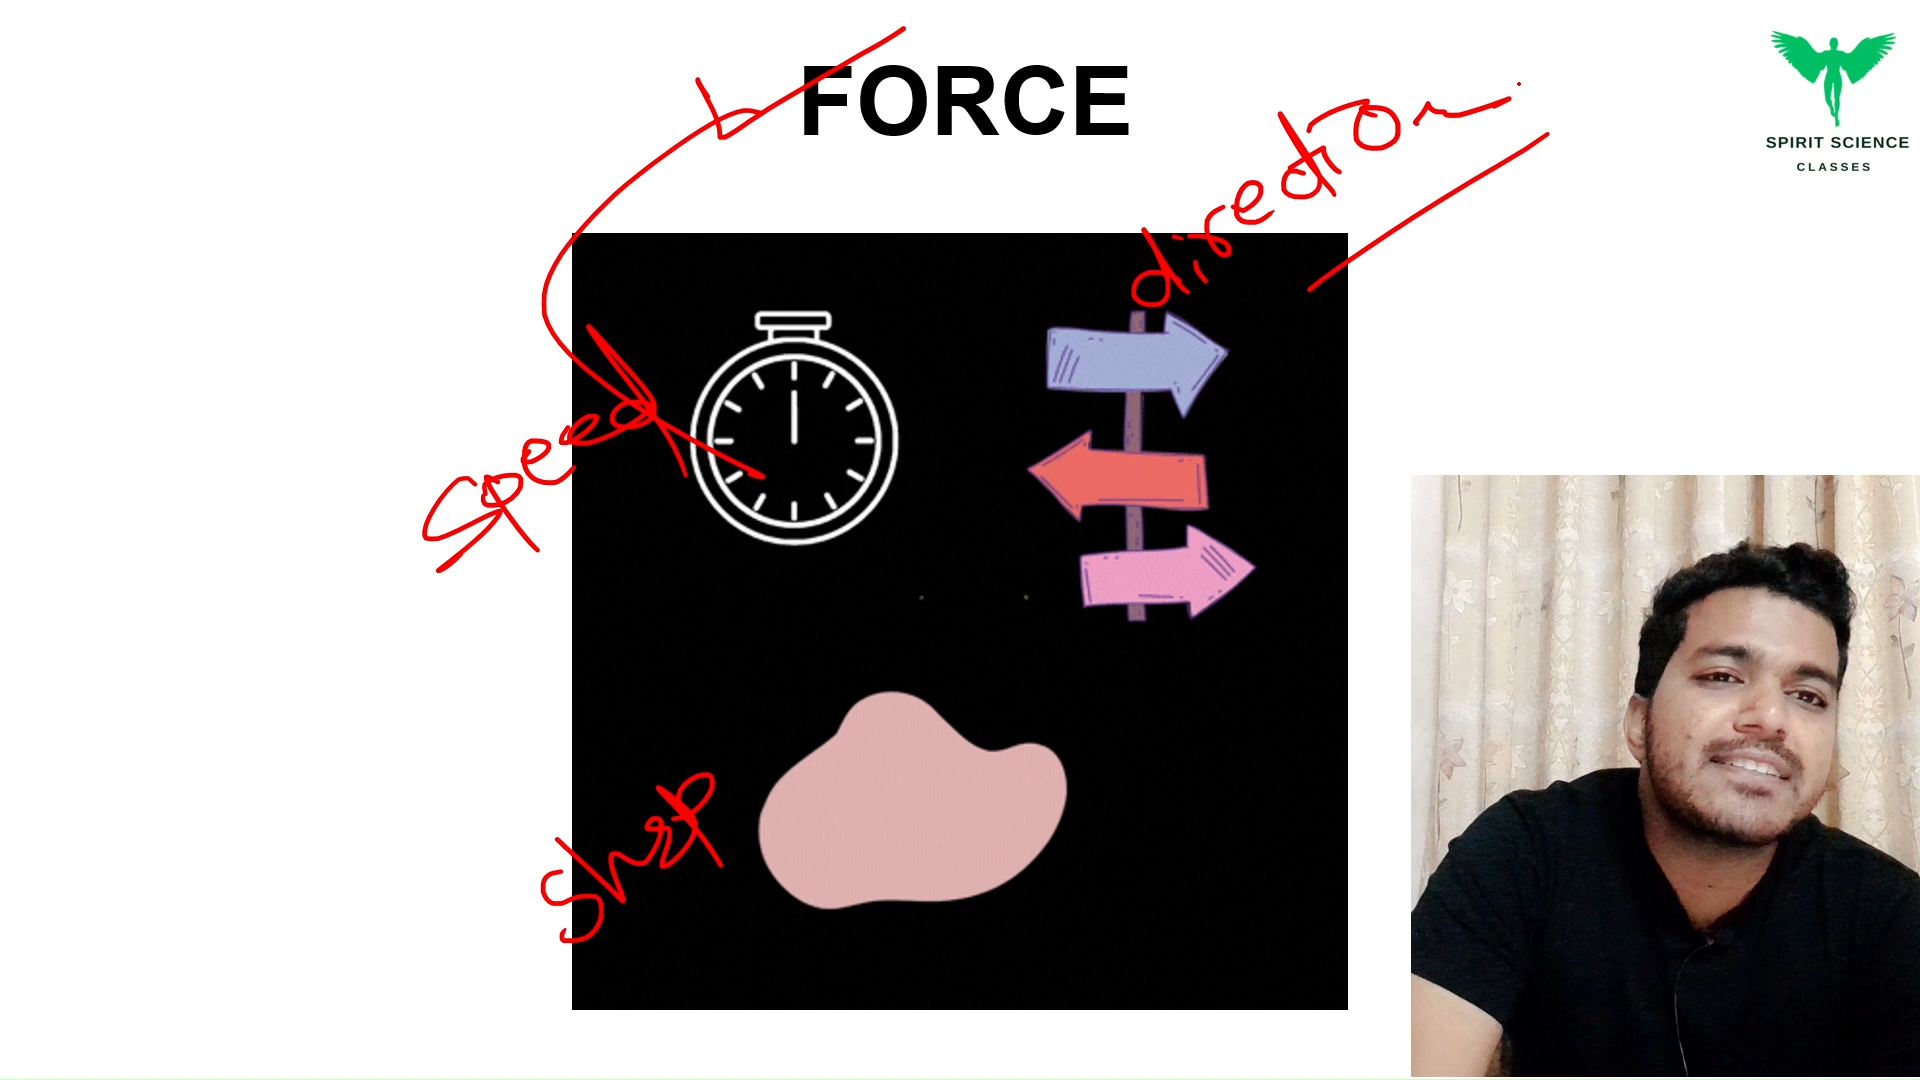 FORCE
SPIRIT SCIENCE
CLASSES
direction
speed
shap